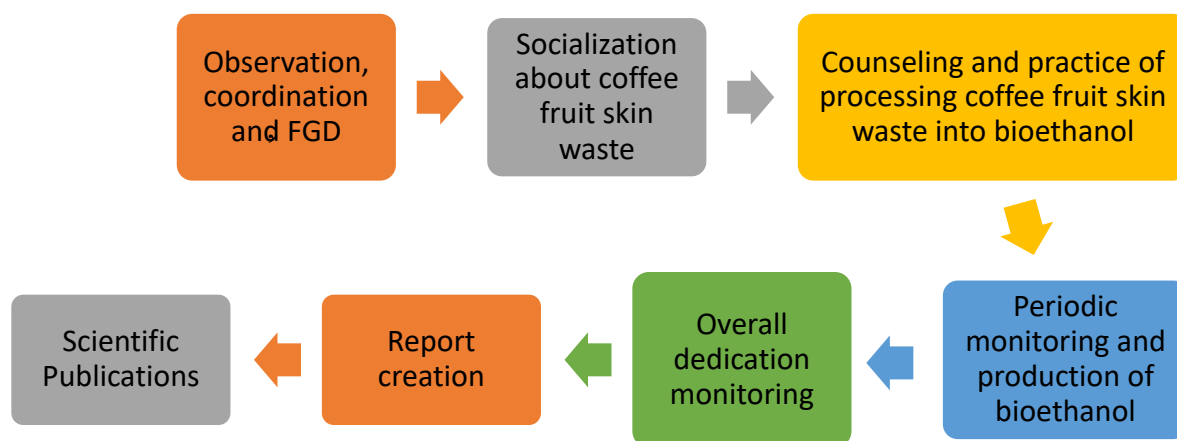 Observation,
coordination
and FGD
Socialization
about coffee
fruit skin
waste
Counseling and practice of
processing coffee fruit skin
waste into bioethanol
Periodic
monitoring and
production of
bioethanol
Overall
dedication
monitoring
Report
creation
Scientific
Publications